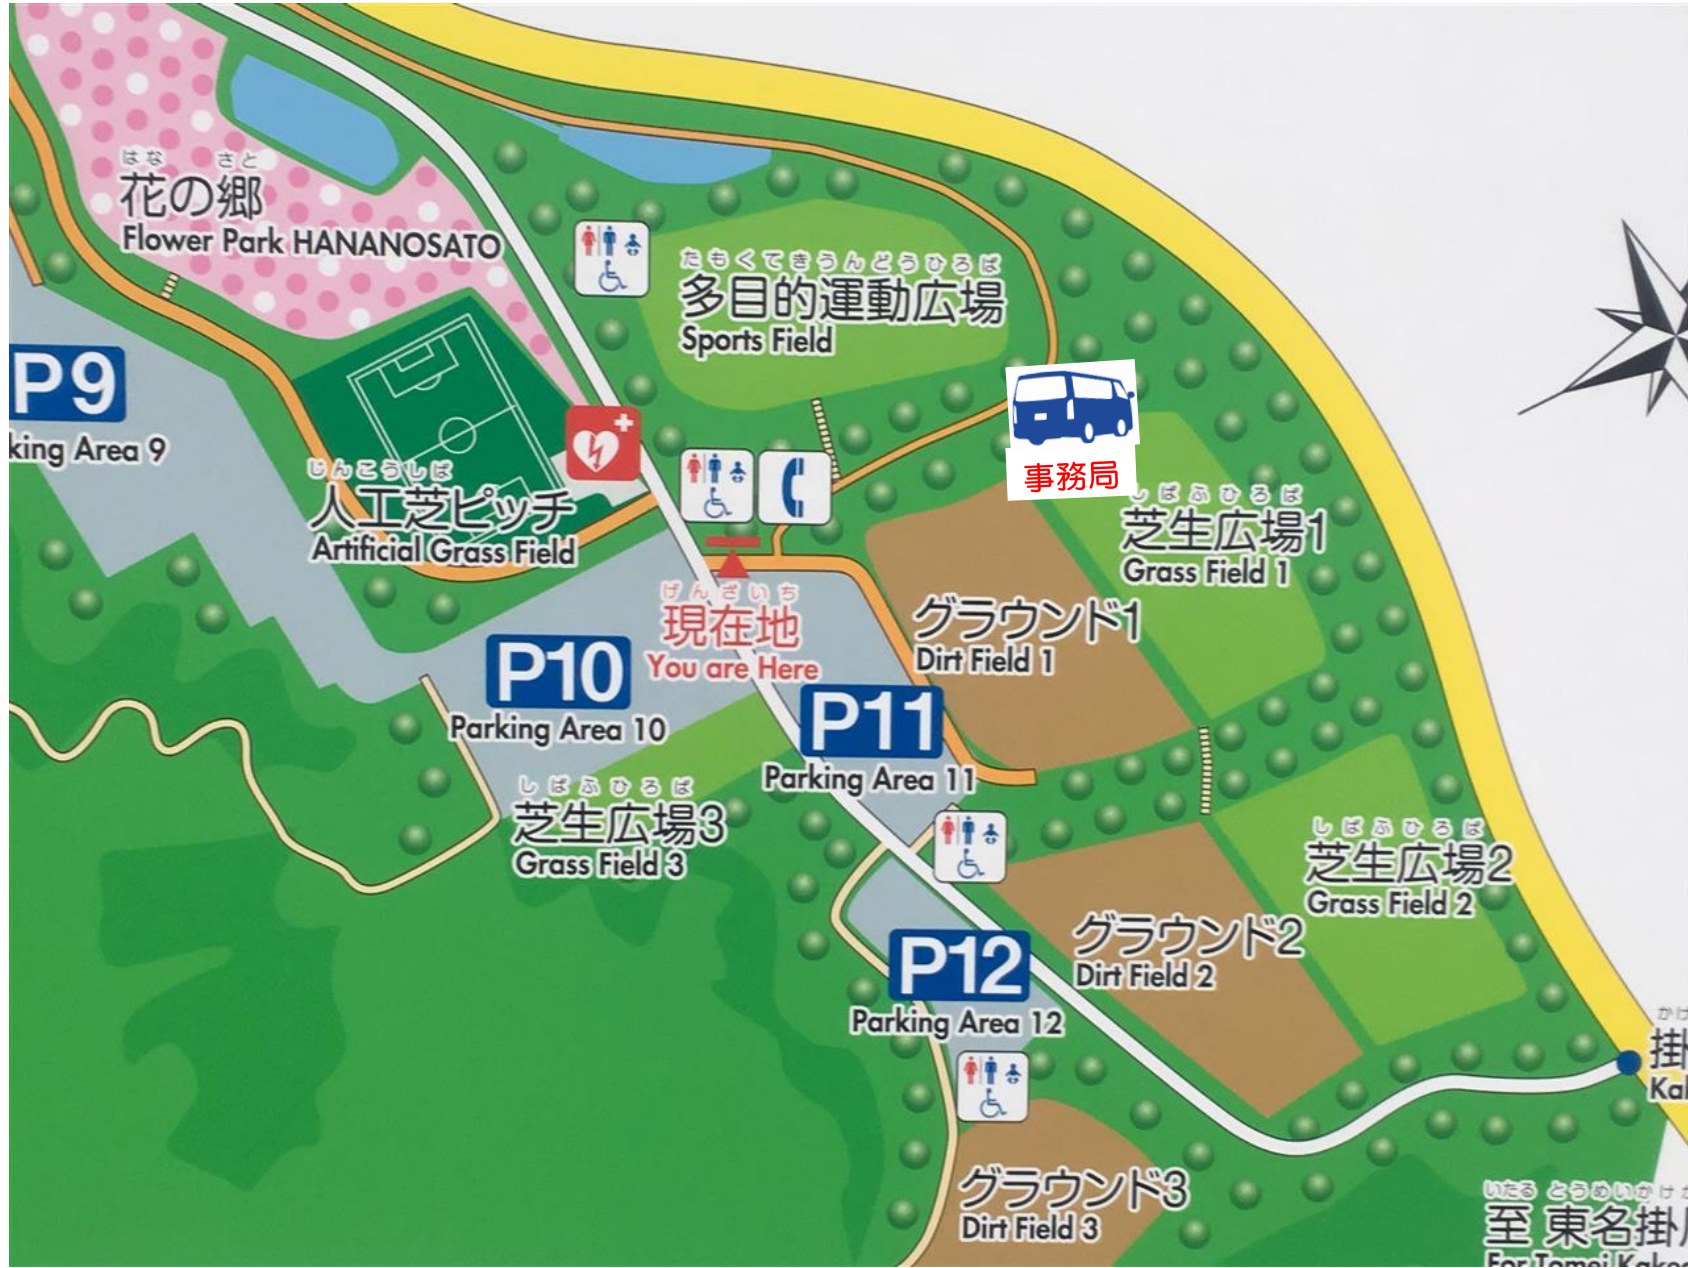 はな さと
花の郷
Flower Park HANANOSATO
たもくてきうんどうひろば
多目的運動広場
Sports Field
P9
king Area 9
事務局
じんこうしば
人工芝ピッチ
Artificial Grass Field
しばふひろば
芝生広場1
Grass Field 1
げんざいち
現在地
You are Here
グラウンド1
Dirt Field 1
P10
Parking Area 10
P11
Parking Area 11
しばふひろば
芝生広場3
Grass Field 3
しばふひろば
芝生広場2
Grass Field 2
グラウンド2
Dirt Field 2
P12
Parking Area 12
かけ
掛
Kak
グラウンド3
Dirt Field 3
いたる とうめいかけが
至 東名掛川
For Tomei Kakeg